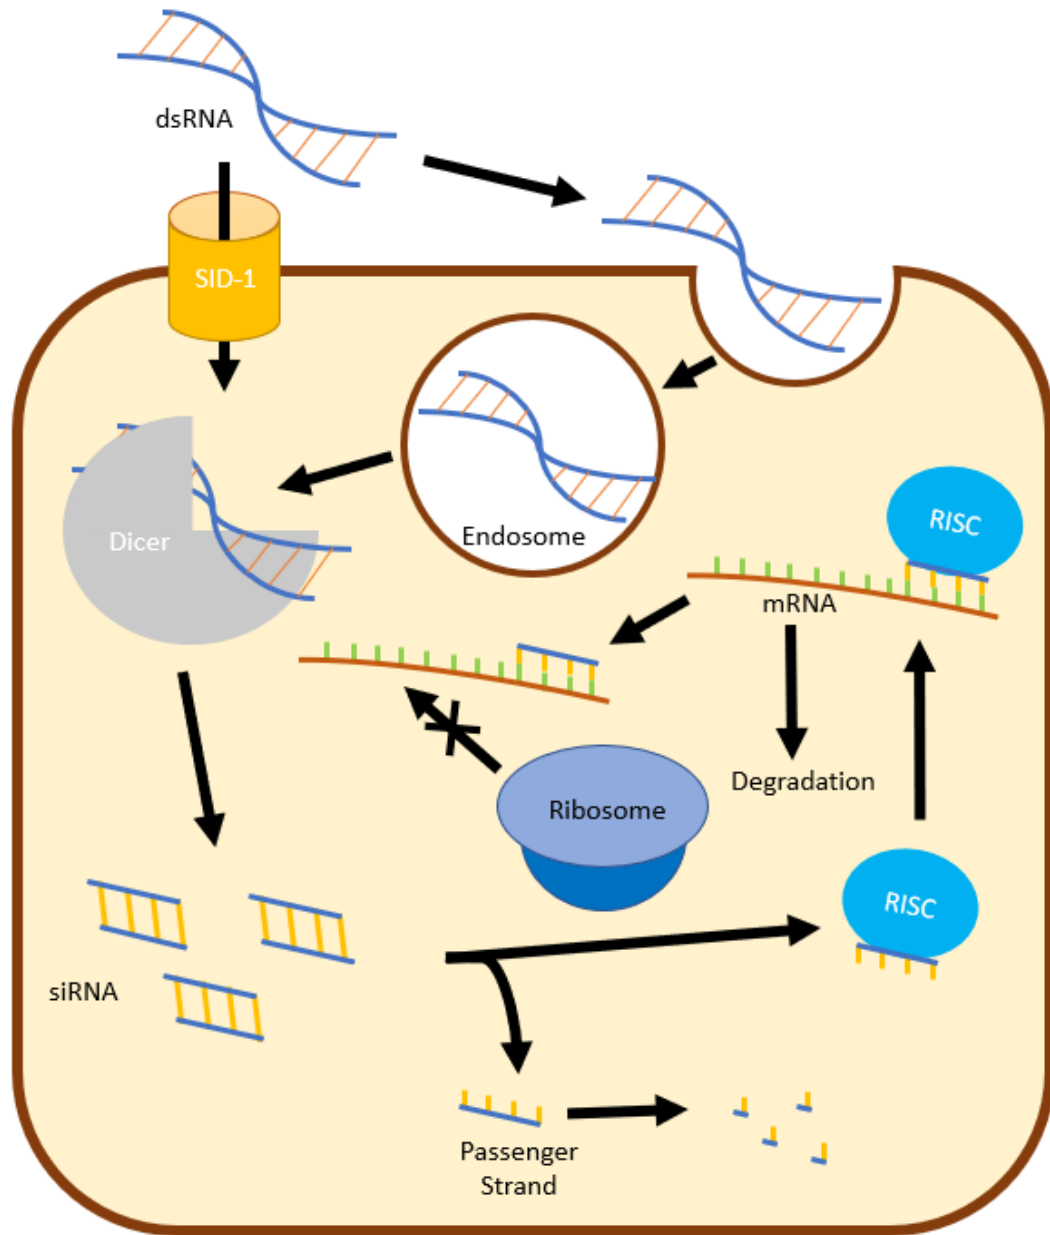 dsRNA
SID-1
Dicer
Endosome
RISC
mRNA
Degradation
Ribosome
RISC
siRNA
Passenger
Strand